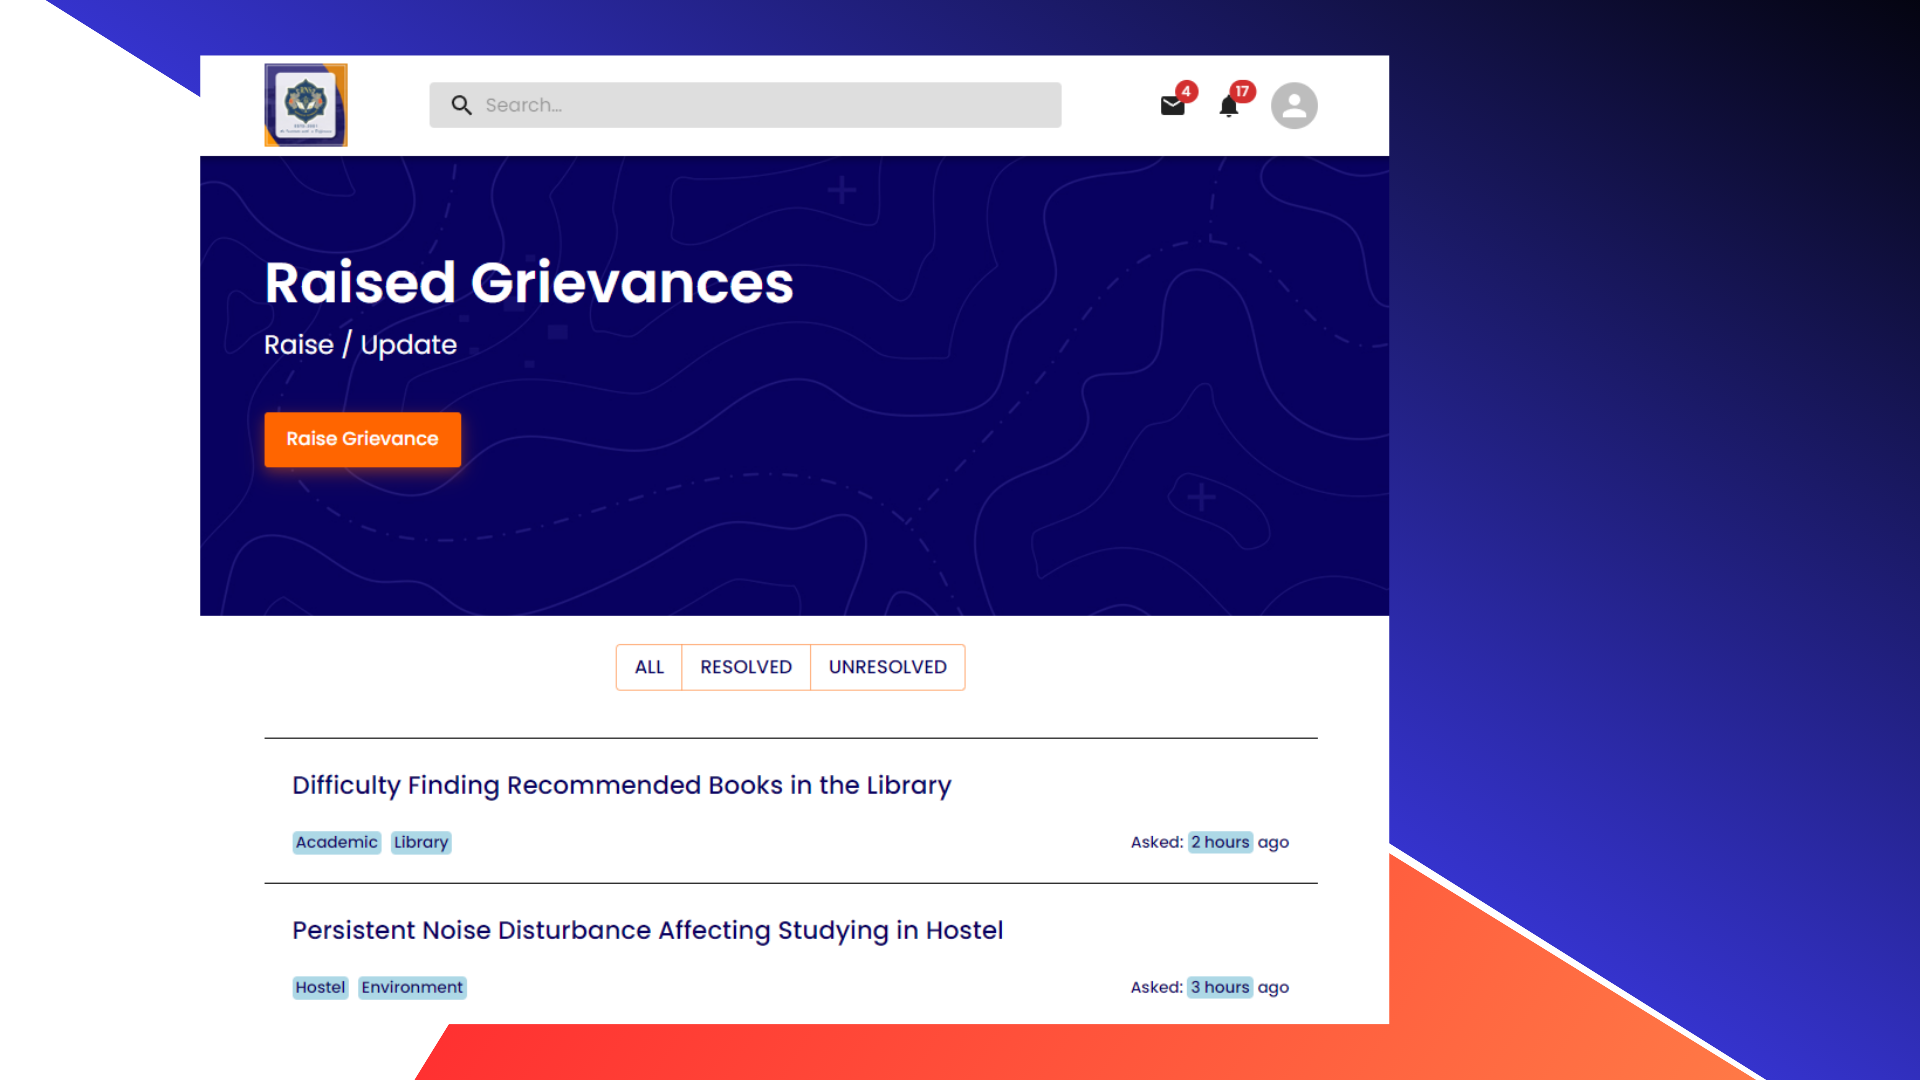 Search...
4
17
Raised Grievances
Raise / Update
Raise Grievance
ALL
RESOLVED
UNRESOLVED
Difficulty Finding Recommended Books in the Library
Academic Library
Asked: 2 hours ago
Persistent Noise Disturbance Affecting Studying in Hostel
Hostel Environment
Asked: 3 hours ago